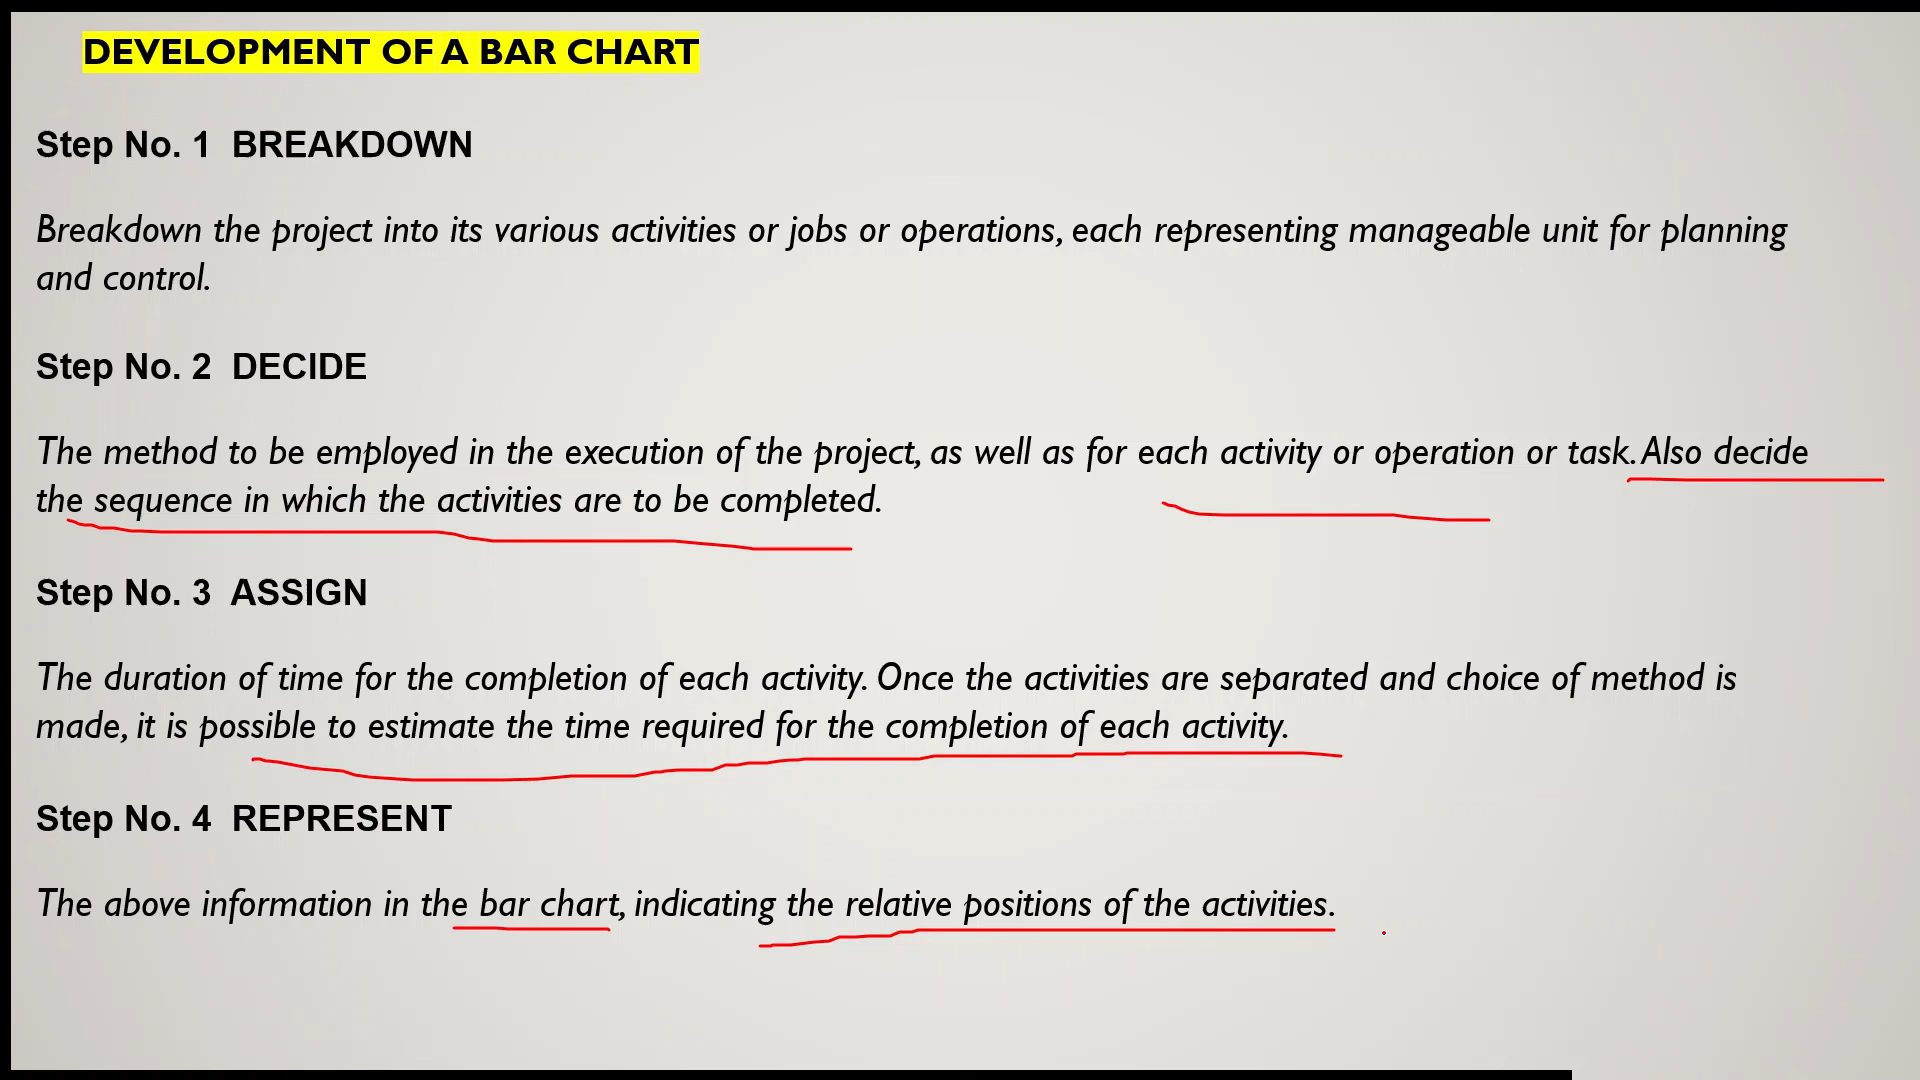 DEVELOPMENT OF A BAR CHART
Step No. 1 BREAKDOWN
Breakdown the project into its various activities or jobs or operations, each representing manageable unit for planning
and control.
Step No. 2 DECIDE
The method to be employed in the execution of the project, as well as for each activity or operation or task. Also decide
the sequence in which the activities are to be completed.
Step No. 3 ASSIGN
The duration of time for the completion of each activity. Once the activities are separated and choice of method is
made, it is possible to estimate the time required for the completion of each activity.
Step No. 4 REPRESENT
The above information in the bar chart, indicating the relative positions of the activities.